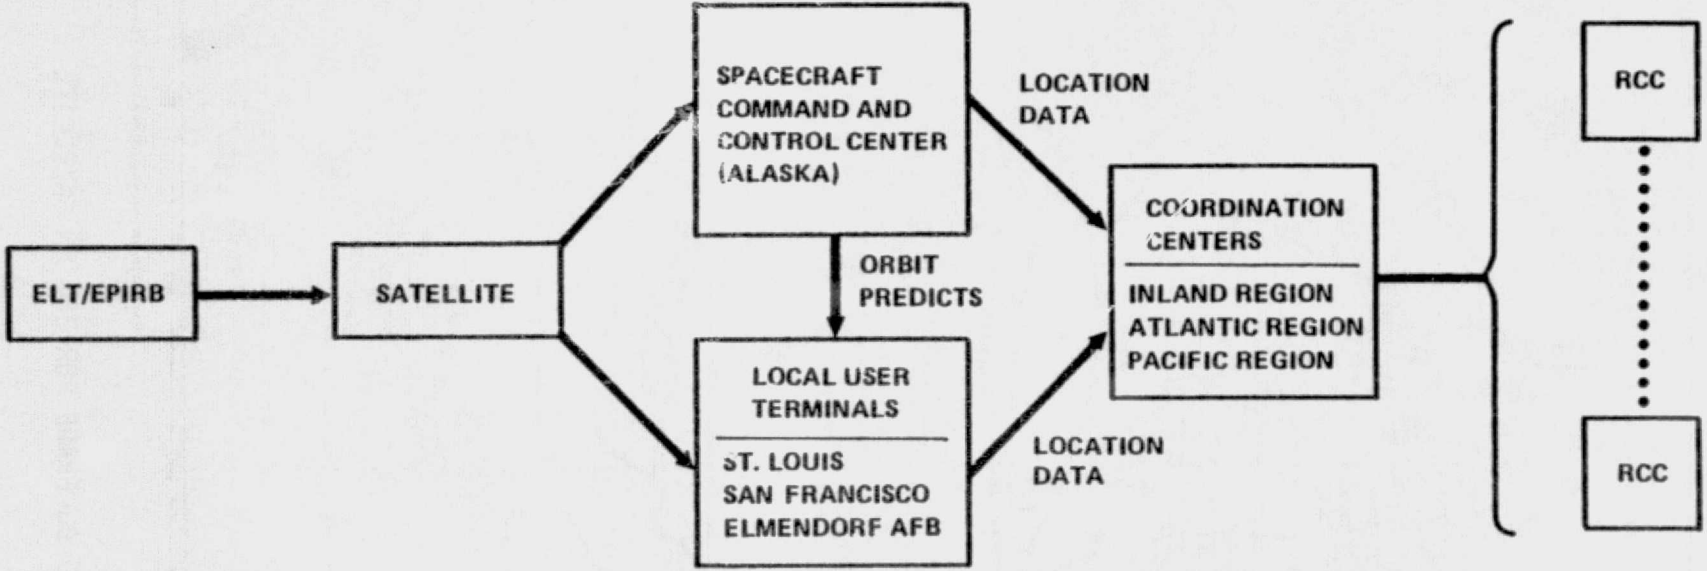 ELT/EPIRB
SATELLITE
SPACECRAFT
COMMAND AND
CONTROL CENTER
(ALASKA)
ORBIT
PREDICTS
LOCAL USER
TERMINALS
ST. LOUIS
SAN FRANCISCO
ELMENDORF AFB
LOCATION
DATA
LOCATION
DATA
COORDINATION
CENTERS
INLAND REGION
ATLANTIC REGION
PACIFIC REGION
RCC
RCC